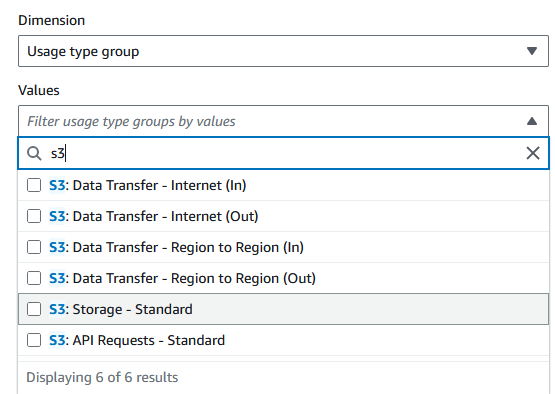 Dimension
Usage type group
Values
Filter usage type groups by values
s3
S3: Data Transfer - Internet (In)
S3: Data Transfer - Internet (Out)
S3: Data Transfer - Region to Region (In)
S3: Data Transfer - Region to Region (Out)
S3: Storage - Standard
S3: API Requests - Standard
Displaying 6 of 6 results